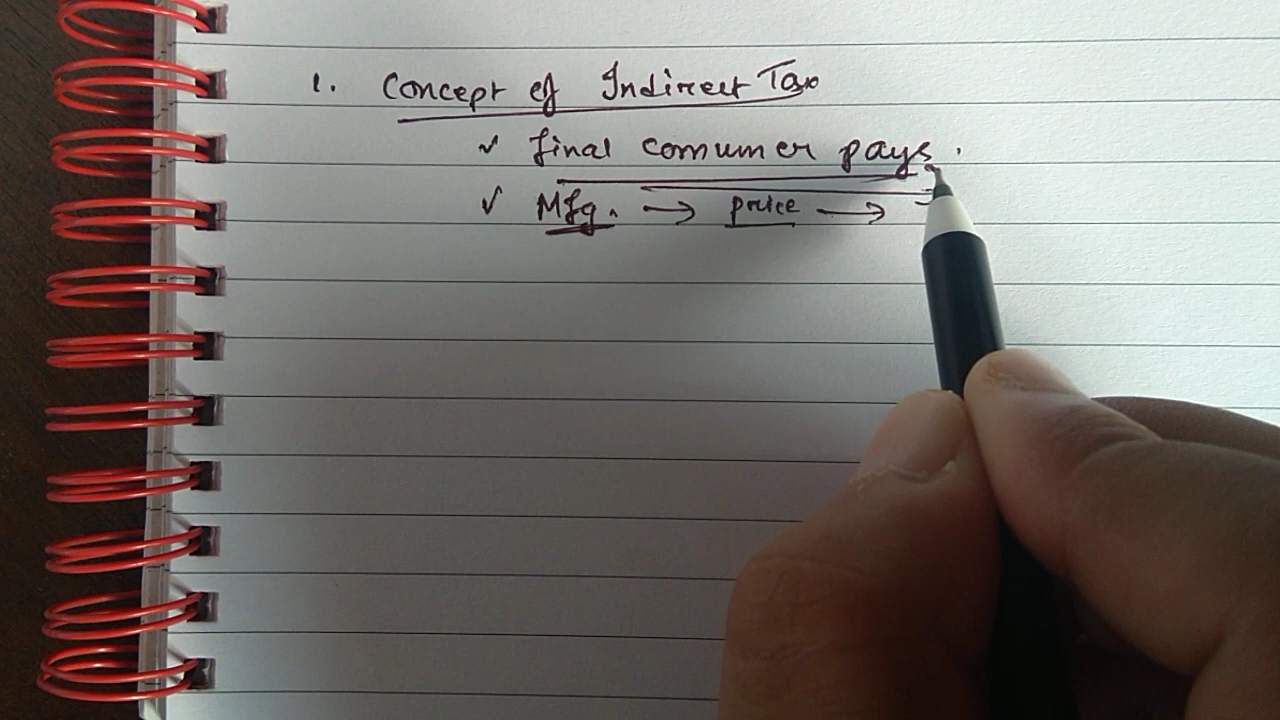 1. Concept of Indirect Tax
✓ final consumer pays.
✓ Mfg. → price →